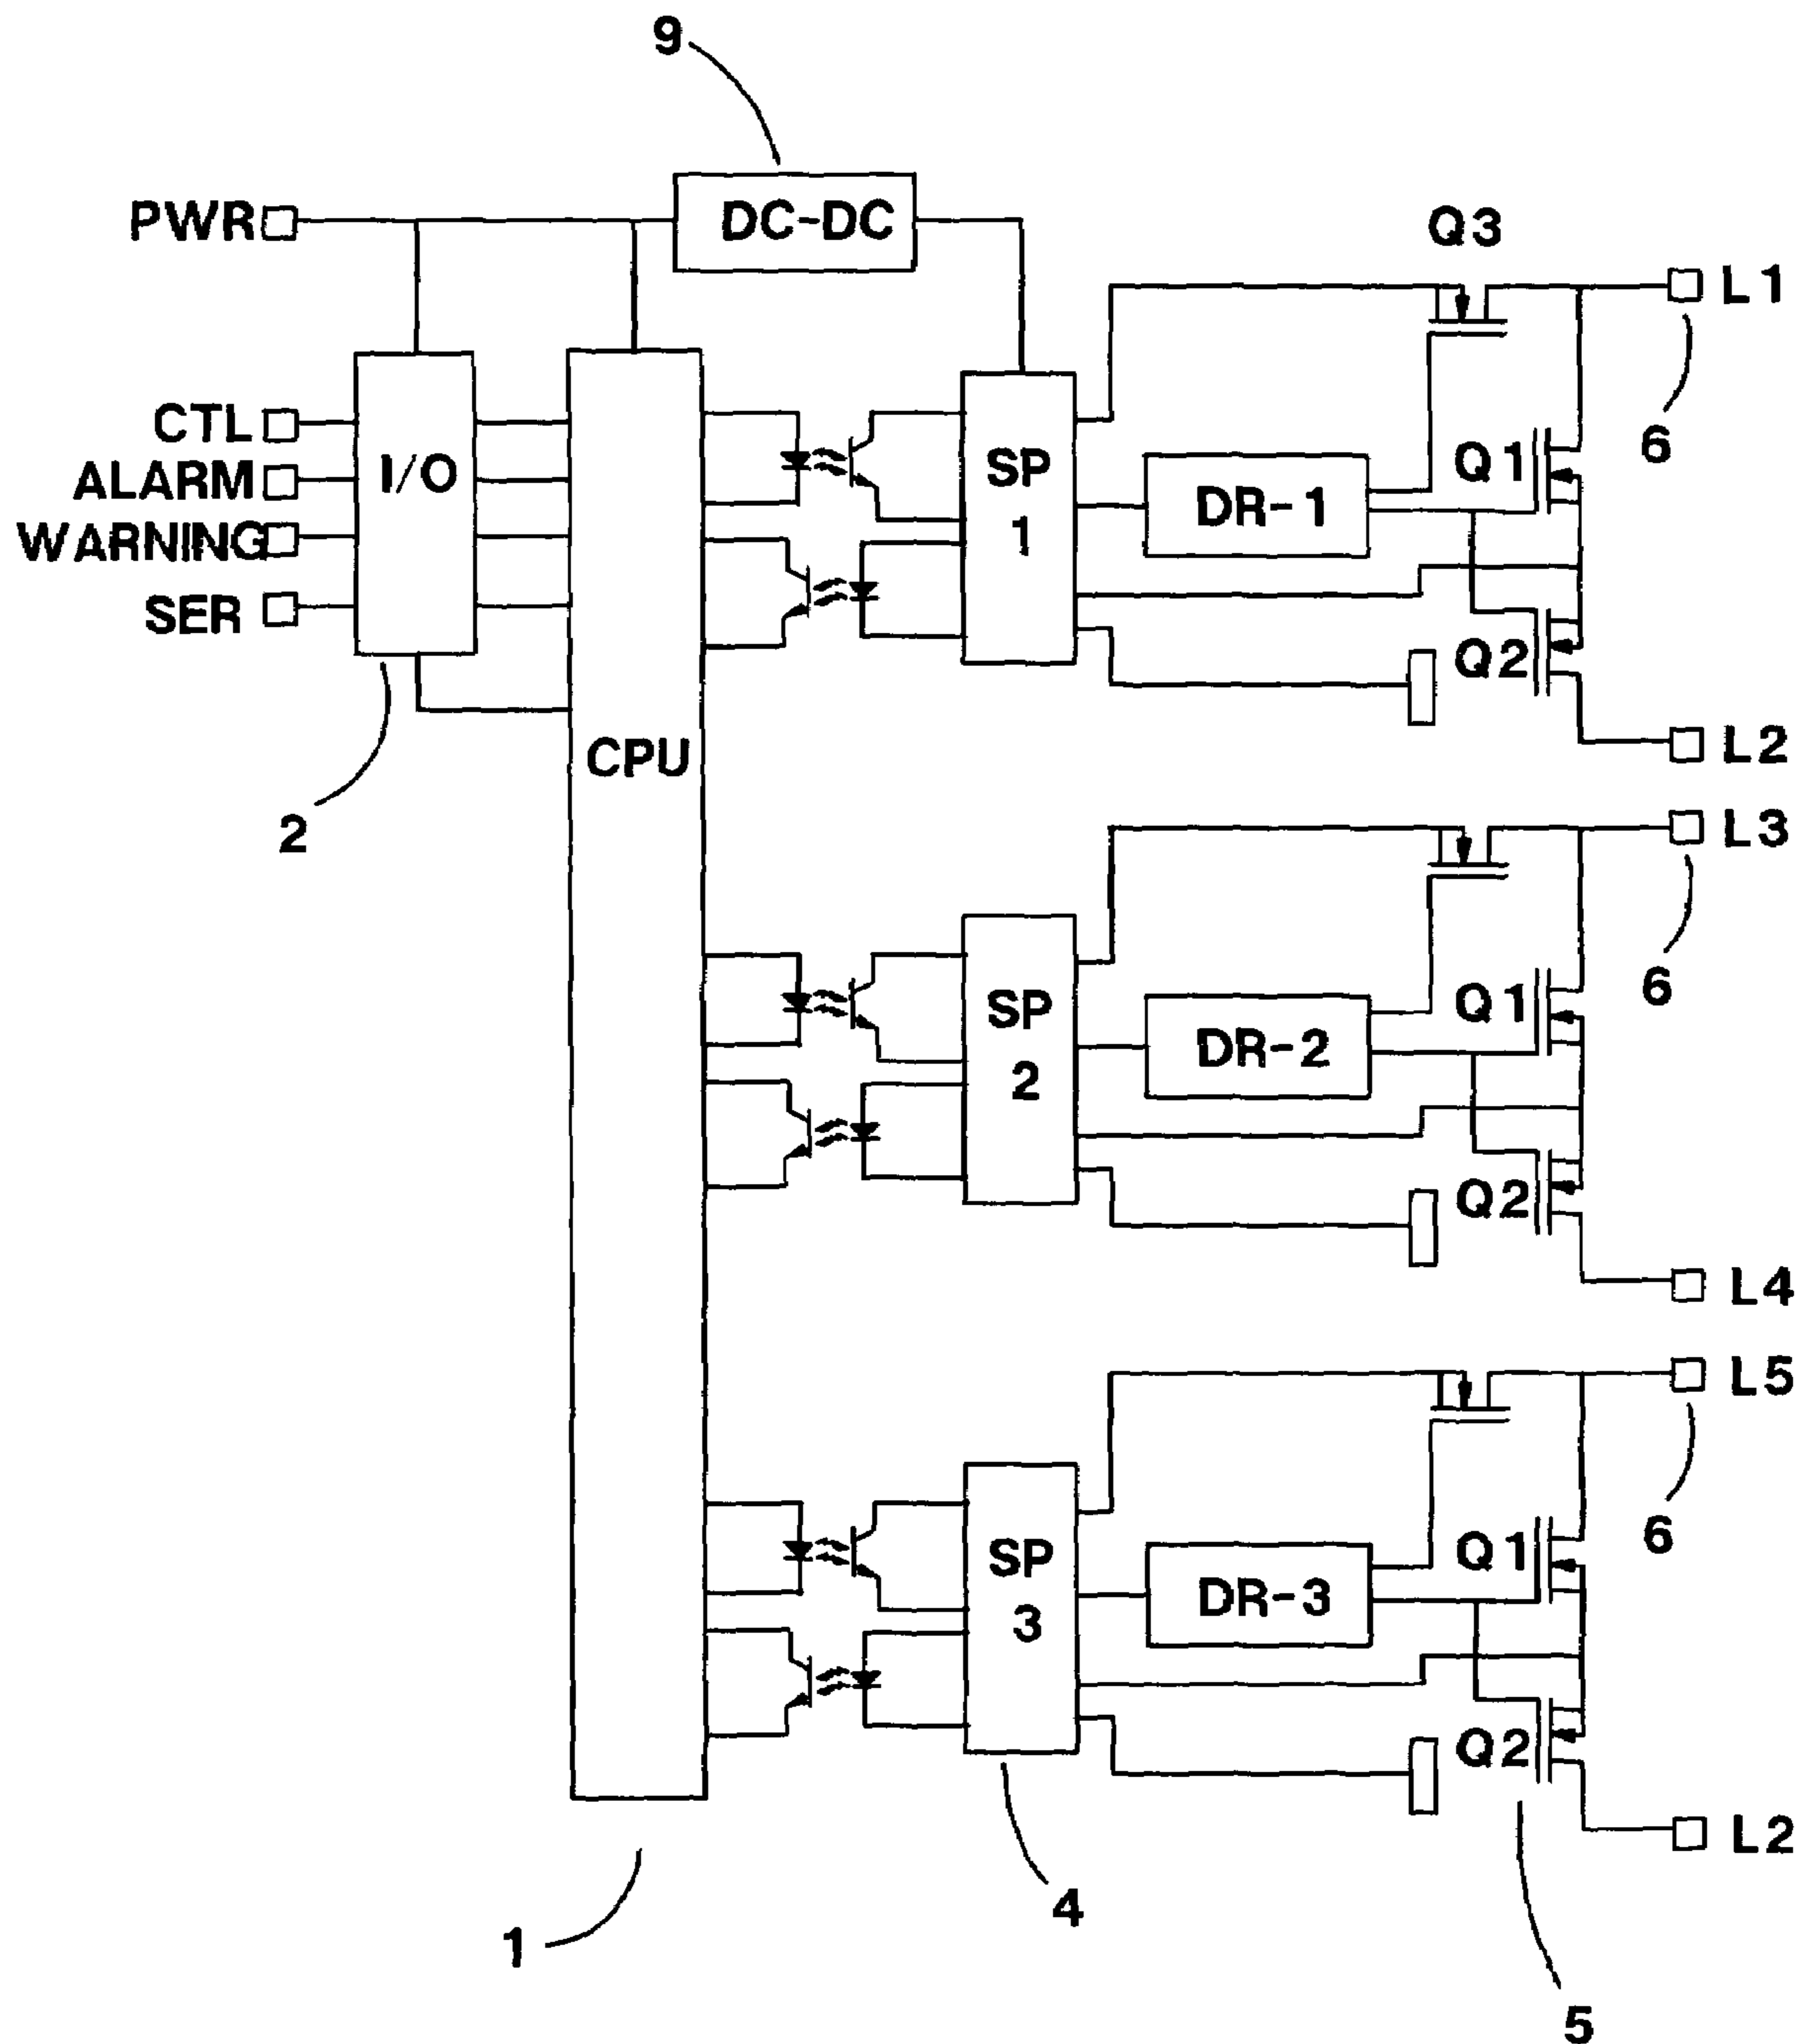 9
PWR
DC-DC
Q3
L1
CTL
ALARM
WARNING
SER
I/O
SP
1
DR-1
Q1
6
Q2
CPU
L2
2
L3
SP
2
DR-2
Q1
6
Q2
L4
L5
SP
3
DR-3
Q1
6
Q2
L2
1
4
5